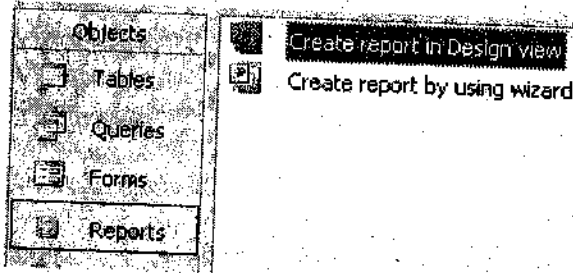 Objects
Tables
Queries
Forms
Reports
Create report in Design view
Create report by using wizard